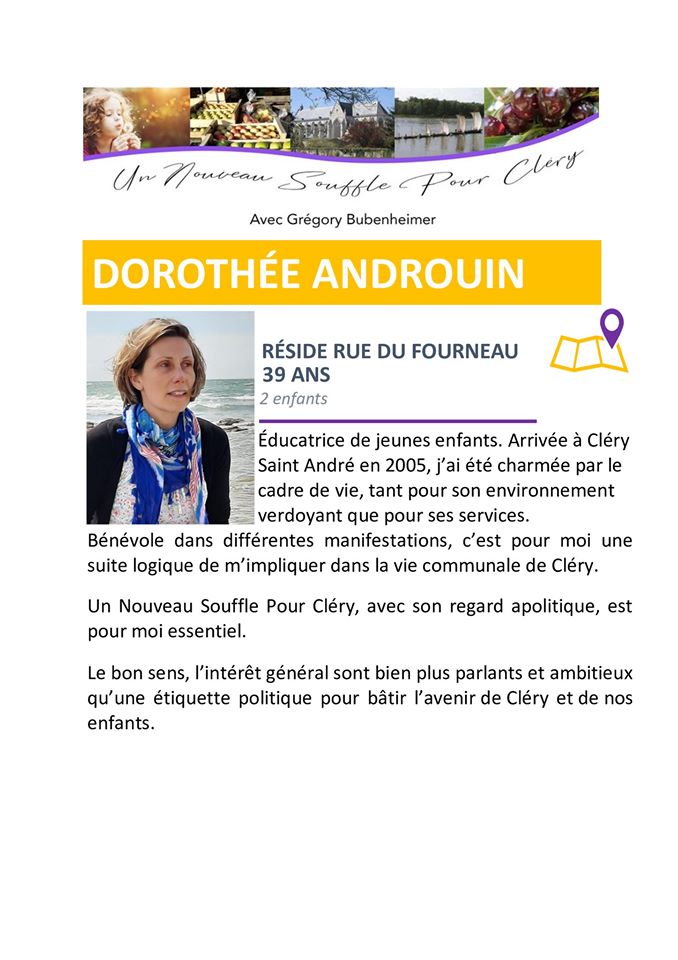 Un Nouveau Souffle Pour Cléry
Avec Grégory Bubenheimer
DOROTHÉE ANDROUIN
RÉSIDE RUE DU FOURNEAU
39 ANS
2 enfants
Éducatrice de jeunes enfants. Arrivée à Cléry
Saint André en 2005, j’ai été charmée par le
cadre de vie, tant pour son environnement
verdoyant que pour ses services.
Bénévole dans différentes manifestations, c’est pour moi une
suite logique de m’impliquer dans la vie communale de Cléry.
Un Nouveau Souffle Pour Cléry, avec son regard apolitique, est
pour moi essentiel.
Le bon sens, l’intérêt général sont bien plus parlants et ambitieux
qu’une étiquette politique pour bâtir l’avenir de Cléry et de nos
enfants.